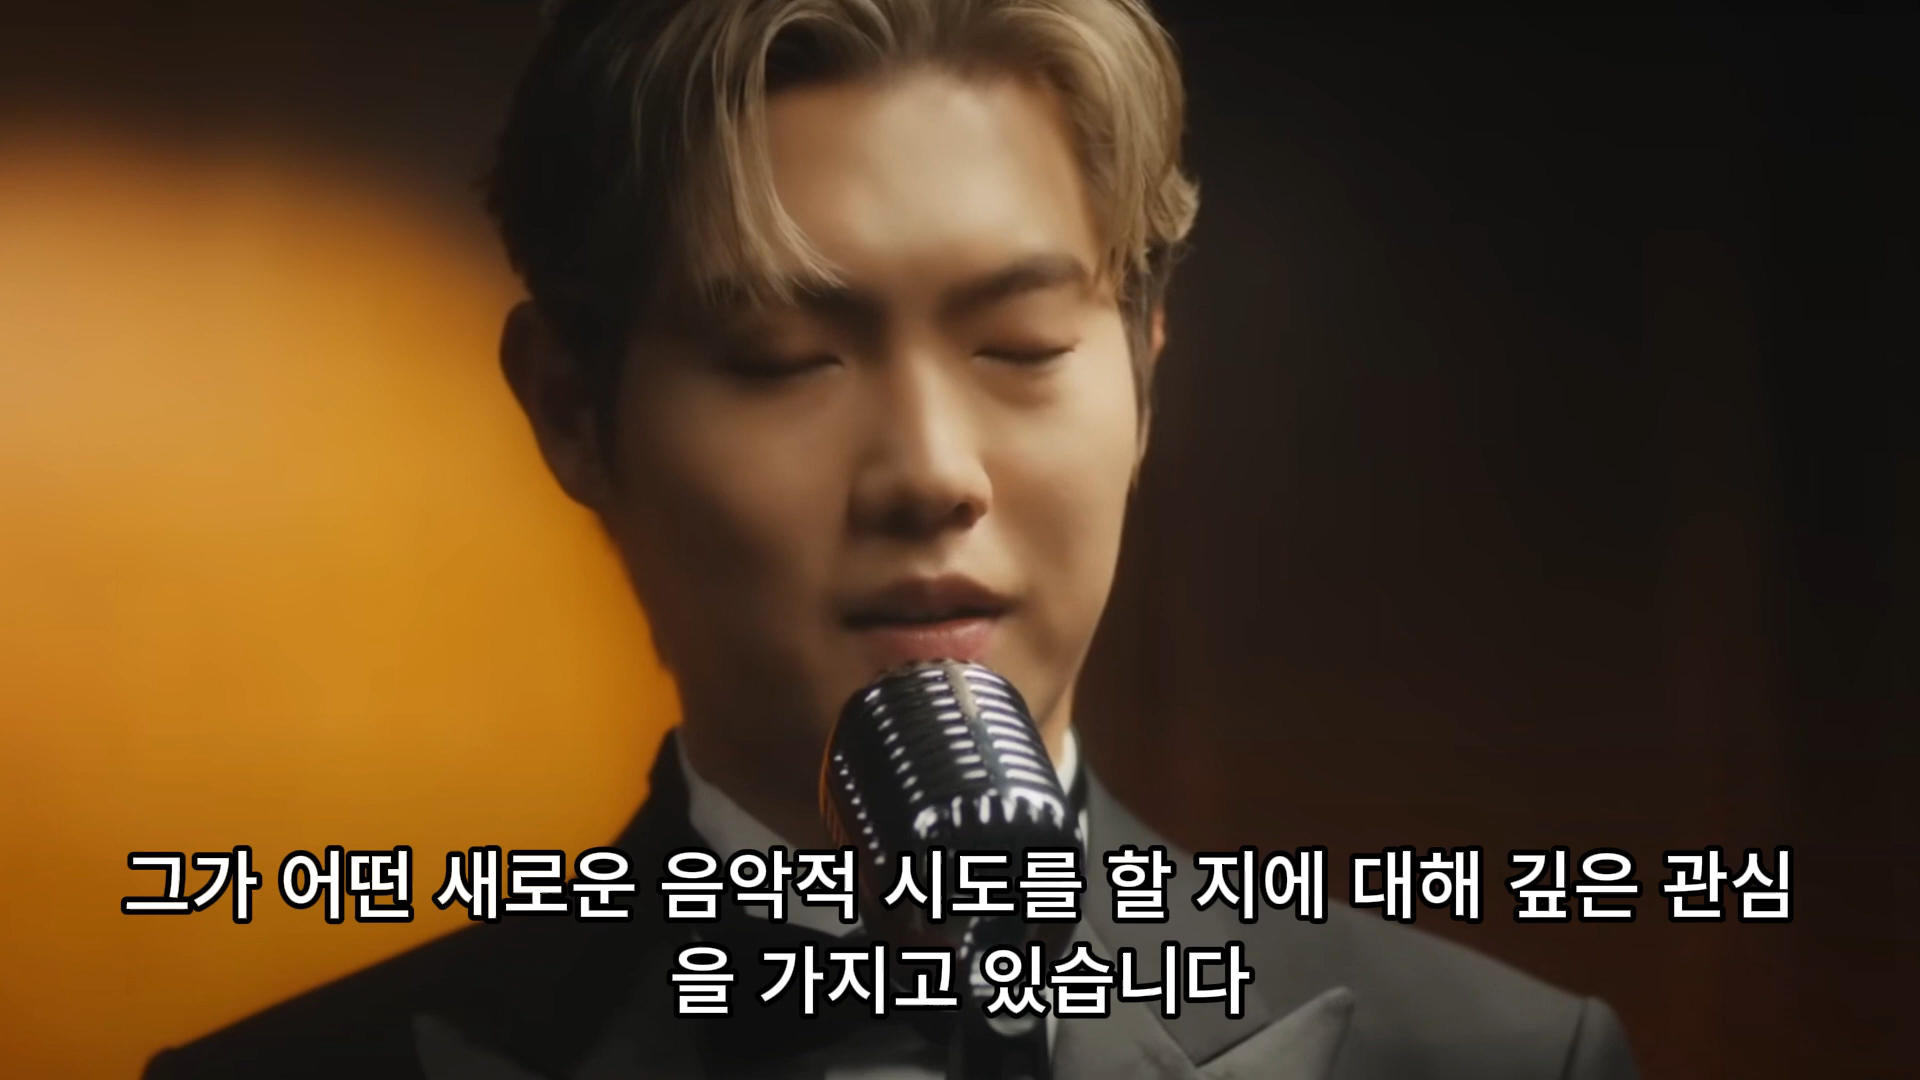 그가 어떤 새로운 음악적 시도를 할 지에 대해 깊은 관심
을 가지고 있습니다